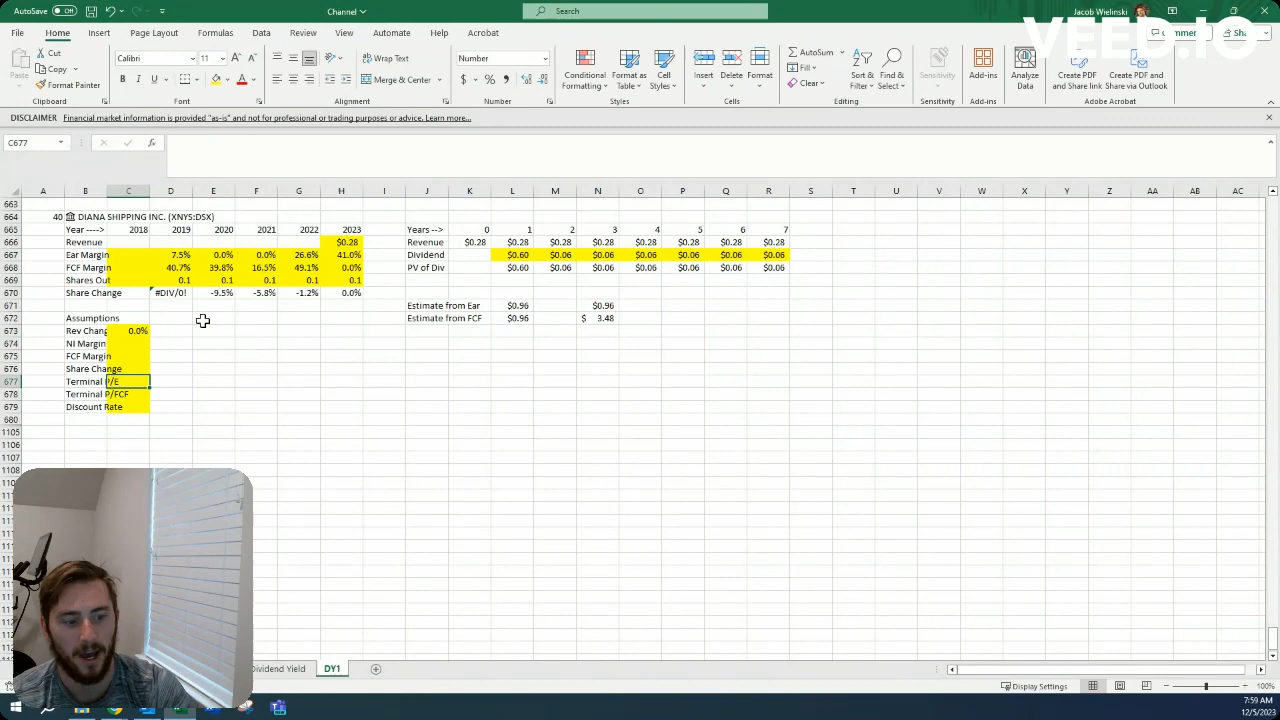 AutoSave Off Channel Search Jacob Wielinski
VEED.IO
File Home Insert Page Layout Formulas Data Review View Automate Help Acrobat Comments
Paste Cut Copy Format Painter Clipboard
Calibri 11 B I U Font
Wrap Text Merge & Center Alignment
Number $ % Number
Conditional Formatting Format as Table Cell Styles Styles
Insert Delete Format Cells
AutoSum Fill Clear Sort & Filter Find & Select Editing
Sensitivity Sensitivity
Add-ins Add-ins
Analyze Data
Create PDF and Share link Create PDF and Share via Outlook Adobe Acrobat
DISCLAIMER Financial market information is provided "as-is" and not for professional or trading purposes or advice. Learn more...
C677 fx
A B C D E F G H I J K L M N O P Q R S T U V W X Y Z AA AB AC
663
664 40 DIANA SHIPPING INC. (XNYS:DSX)
665 Year ----> 2018 2019 2020 2021 2022 2023 Years --> 0 1 2 3 4 5 6 7
666 Revenue $0.28 Revenue $0.28 $0.28 $0.28 $0.28 $0.28 $0.28 $0.28 $0.28
667 Ear Margin 7.5% 0.0% 0.0% 26.6% 41.0% Dividend $0.60 $0.06 $0.06 $0.06 $0.06 $0.06 $0.06
668 FCF Margin 40.7% 39.8% 16.5% 49.1% 0.0% PV of Div $0.60 $0.06 $0.06 $0.06 $0.06 $0.06 $0.06
669 Shares Out 0.1 0.1 0.1 0.1 0.1
670 Share Change #DIV/0! -9.5% -5.8% -1.2% 0.0%
671 Estimate from Ear $0.96 $0.96
672 Assumptions Estimate from FCF $0.96 $ 3.48
673 Rev Chang 0.0%
674 NI Margin
675 FCF Margin
676 Share Change
677 Terminal P/E
678 Terminal P/FCF
679 Discount Rate
680
1105
1106
1107
1108
Dividend Yield DY1
Display Settings 100%
7:59 AM
12/5/2023